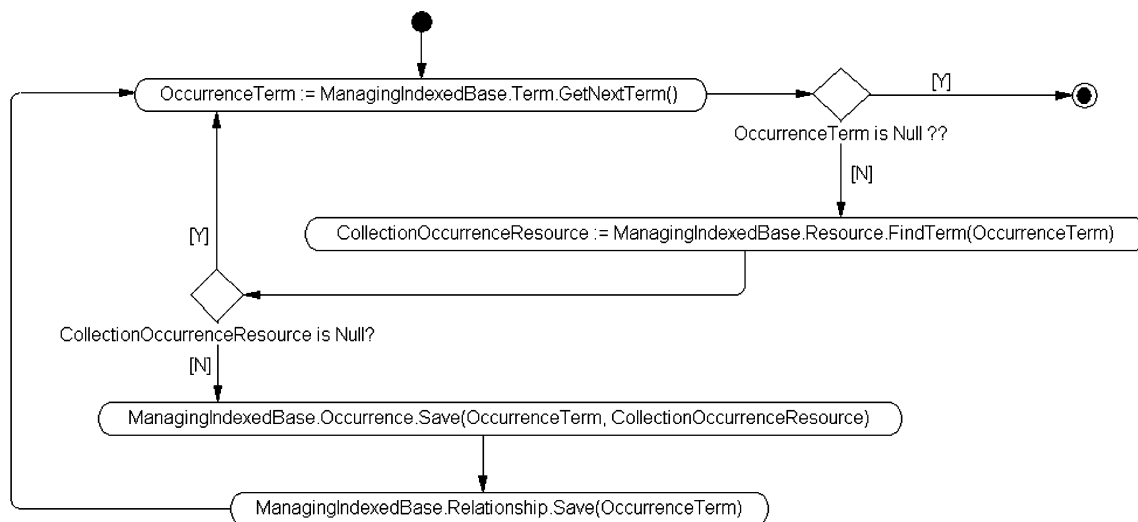 OccurrenceTerm := ManagingIndexedBase.Term.GetNextTerm()
[Y]
OccurrenceTerm is Null ??
[N]
CollectionOccurrenceResource := ManagingIndexedBase.Resource.FindTerm(OccurrenceTerm)
[Y]
CollectionOccurrenceResource is Null?
[N]
ManagingIndexedBase.Occurrence.Save(OccurrenceTerm, CollectionOccurrenceResource)
ManagingIndexedBase.Relationship.Save(OccurrenceTerm)